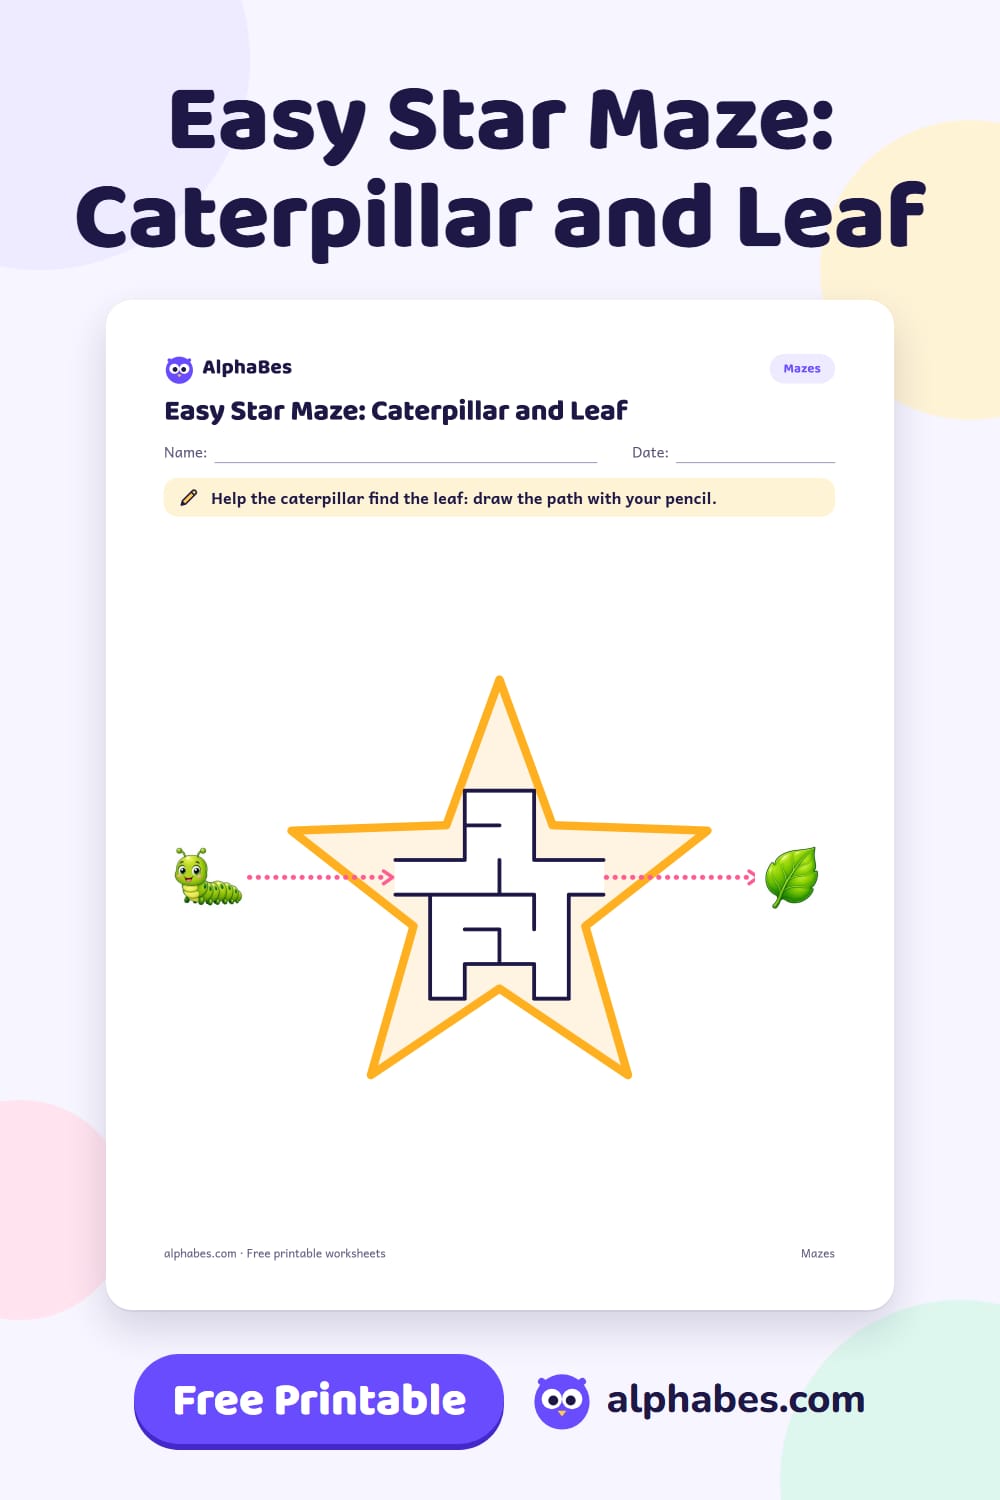 Easy Star Maze:
Caterpillar and Leaf
AlphaBes
Mazes
Easy Star Maze: Caterpillar and Leaf
Name:
Date:
Help the caterpillar find the leaf: draw the path with your pencil.
alphabes.com · Free printable worksheets
Mazes
Free Printable
alphabes.com